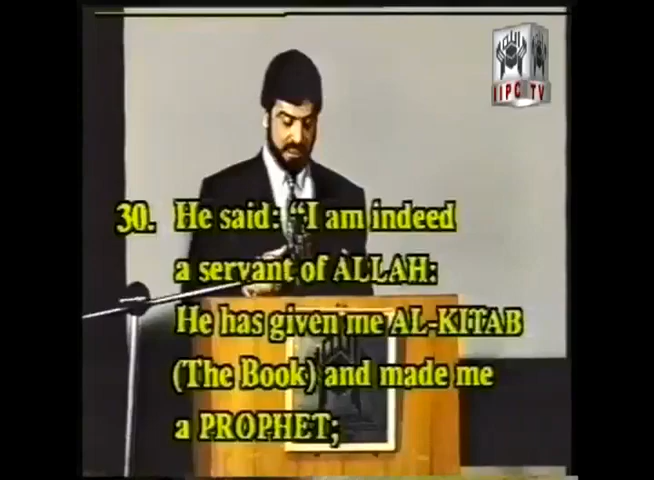 IIPC TV
30. He said: “I am indeed
a servant of ALLAH:
He has given me AL-KITAB
(The Book) and made me
a PROPHET;